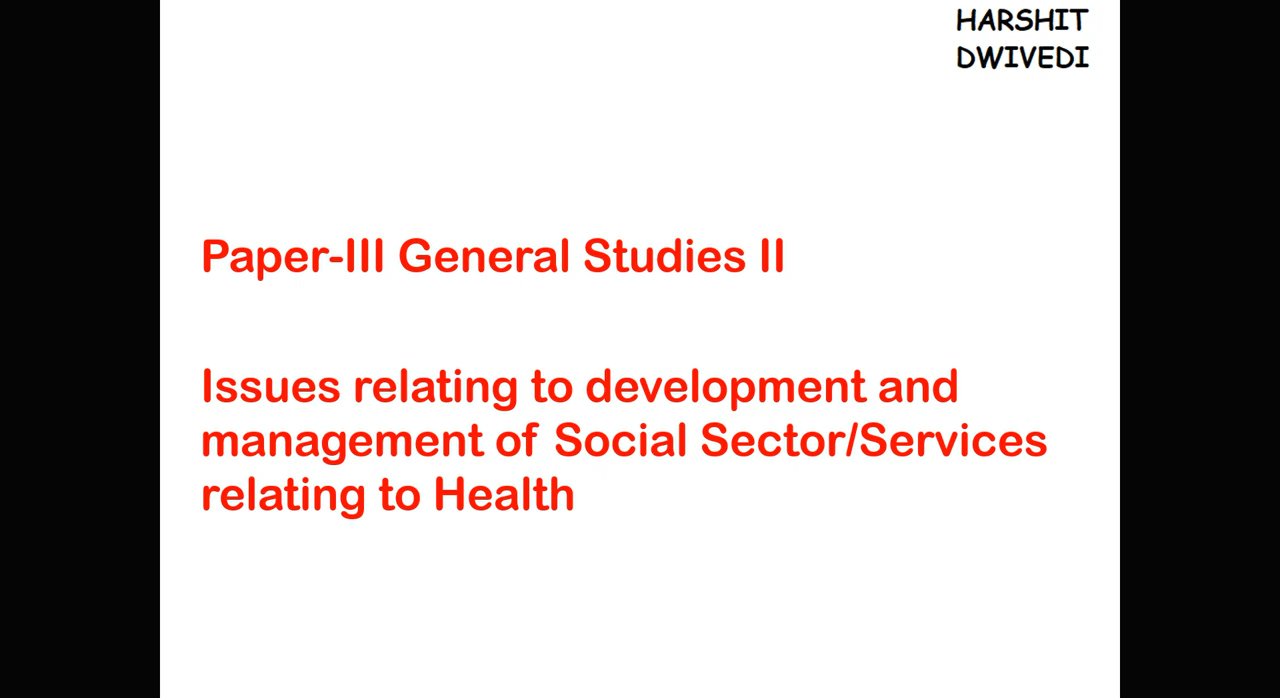 HARSHIT
DWIVEDI
Paper-III General Studies II
Issues relating to development and
management of Social Sector/Services
relating to Health